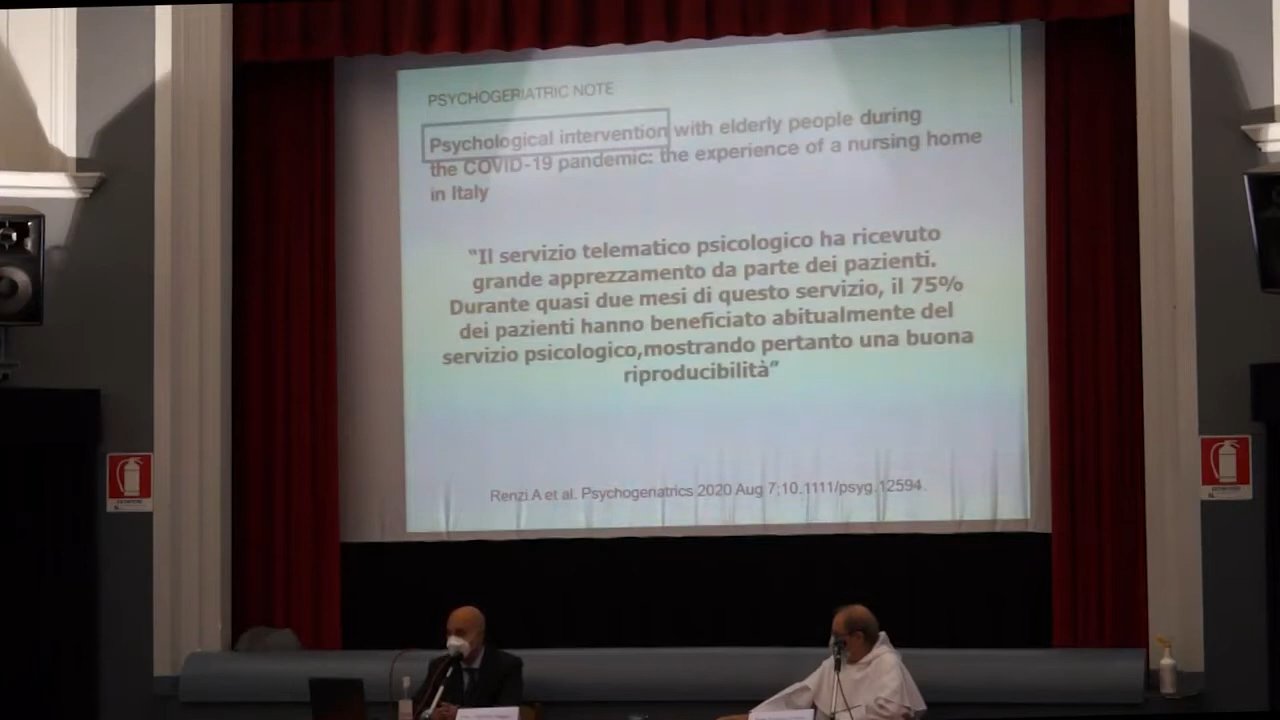 PSYCHOGERIATRIC NOTE
Psychological intervention with elderly people during
the COVID-19 pandemic: the experience of a nursing home
in Italy
“Il servizio telematico psicologico ha ricevuto
grande apprezzamento da parte dei pazienti.
Durante quasi due mesi di questo servizio, il 75%
dei pazienti hanno beneficiato abitualmente del
servizio psicologico,mostrando pertanto una buona
riproducibilità”
Renzi A et al. Psychogeriatrics 2020 Aug 7;10.1111/psyg.12594.